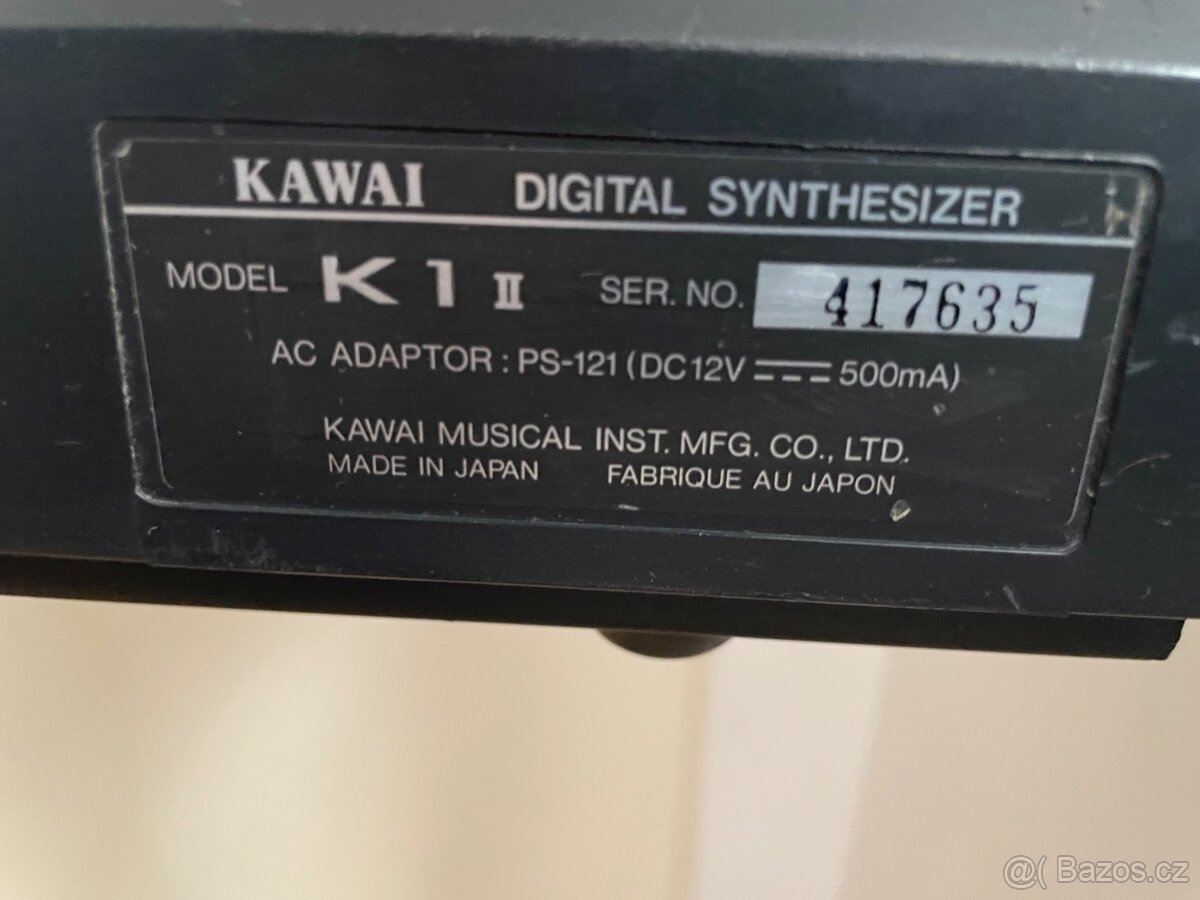 KAWAI DIGITAL SYNTHESIZER
MODEL K1 II SER. NO. 417635
AC ADAPTOR : PS-121 (DC12V ⎓ 500mA)
KAWAI MUSICAL INST. MFG. CO., LTD.
MADE IN JAPAN FABRIQUE AU JAPON
@( Bazos.cz